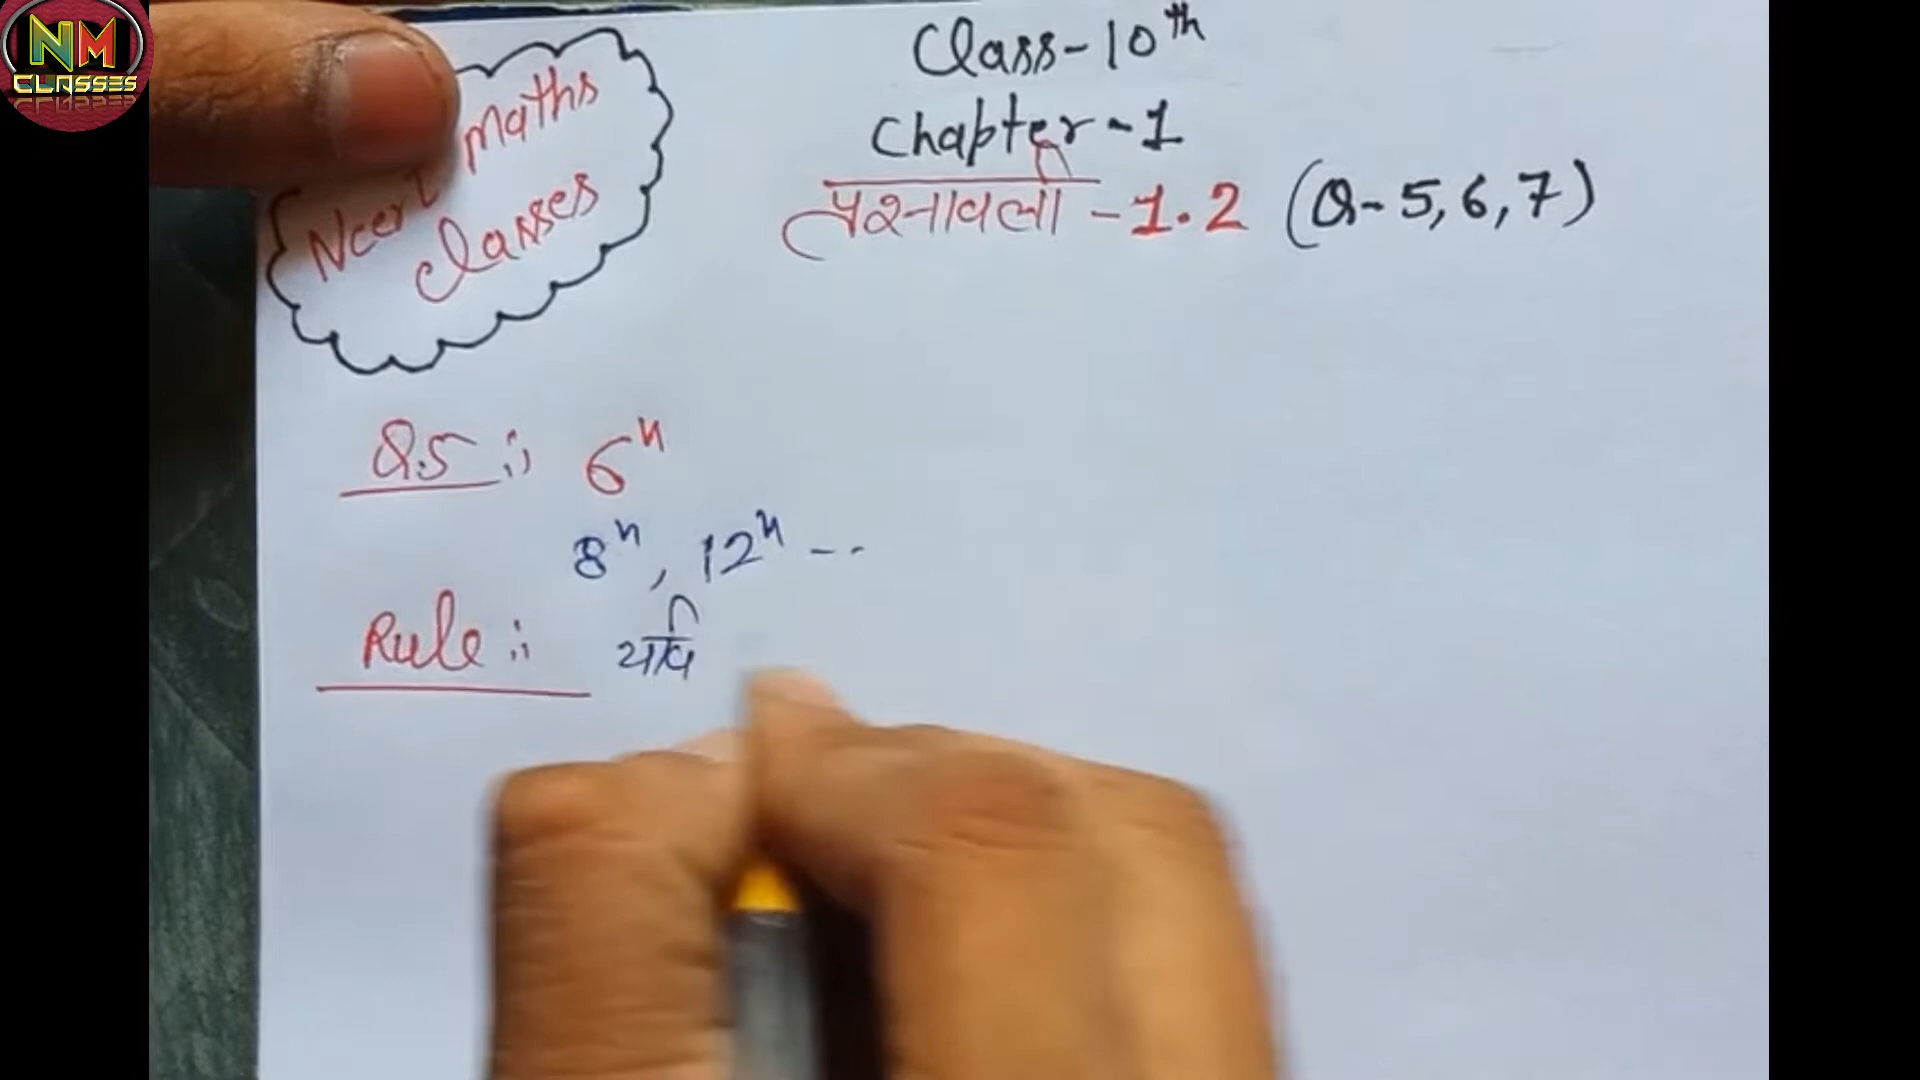 NM
CLASSES
Ncert maths
classes
Class-10th
Chapter-1
प्रश्नावली-1.2 (Q-5,6,7)
Q.5 :; 6ⁿ
8ⁿ, 12ⁿ --
Rule :; यदि